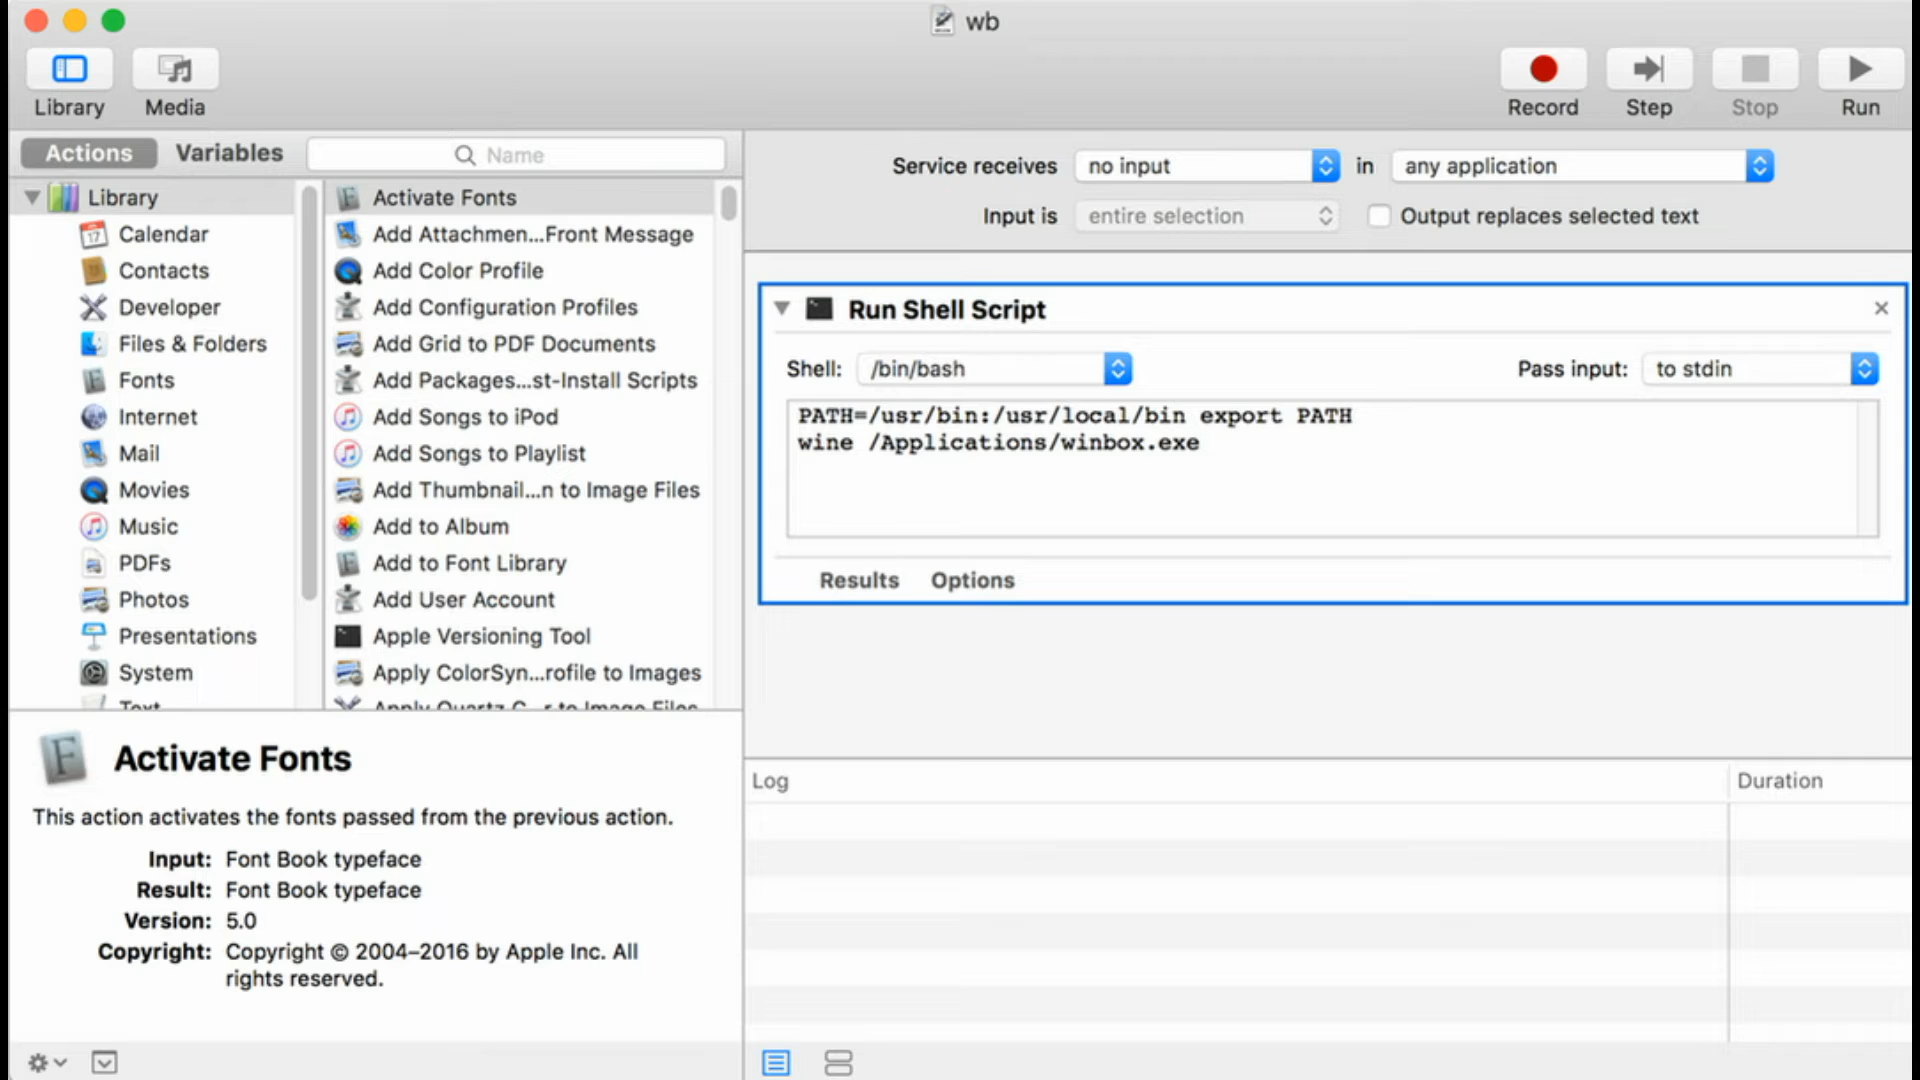 wb
Library
Media
Record
Step
Stop
Run
Actions
Variables
Name
Service receives
no input
in
any application
Input is
entire selection
Output replaces selected text
Library
Calendar
Contacts
Developer
Files & Folders
Fonts
Internet
Mail
Movies
Music
PDFs
Photos
Presentations
System
Text
Activate Fonts
Add Attachmen...Front Message
Add Color Profile
Add Configuration Profiles
Add Grid to PDF Documents
Add Packages...st-Install Scripts
Add Songs to iPod
Add Songs to Playlist
Add Thumbnail...n to Image Files
Add to Album
Add to Font Library
Add User Account
Apple Versioning Tool
Apply ColorSyn...rofile to Images
Apply Quartz C...r to Image Files
Run Shell Script
Shell:
/bin/bash
Pass input:
to stdin
PATH=/usr/bin:/usr/local/bin export PATH
wine /Applications/winbox.exe
Results
Options
Activate Fonts
This action activates the fonts passed from the previous action.
Input: Font Book typeface
Result: Font Book typeface
Version: 5.0
Copyright: Copyright © 2004–2016 by Apple Inc. All
rights reserved.
Log
Duration